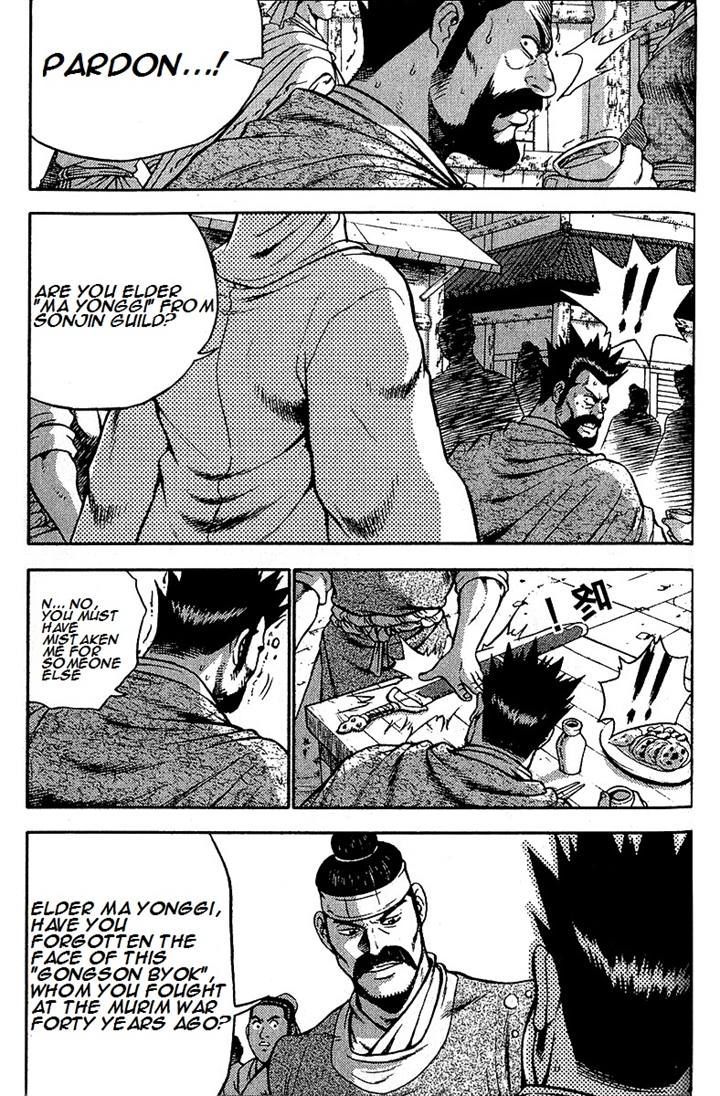 PARDON...!
ARE YOU ELDER
"MA YONGGI" FROM
SONJIN GUILD?
!!
N... NO,
YOU MUST
HAVE
MISTAKEN
ME FOR
SOMEONE
ELSE
!
!!
ELDER MA YONGGI,
HAVE YOU
FORGOTTEN THE
FACE OF THIS
"GONGSON BYOK",
WHOM YOU FOUGHT
AT THE MURIM WAR
FORTY YEARS AGO?